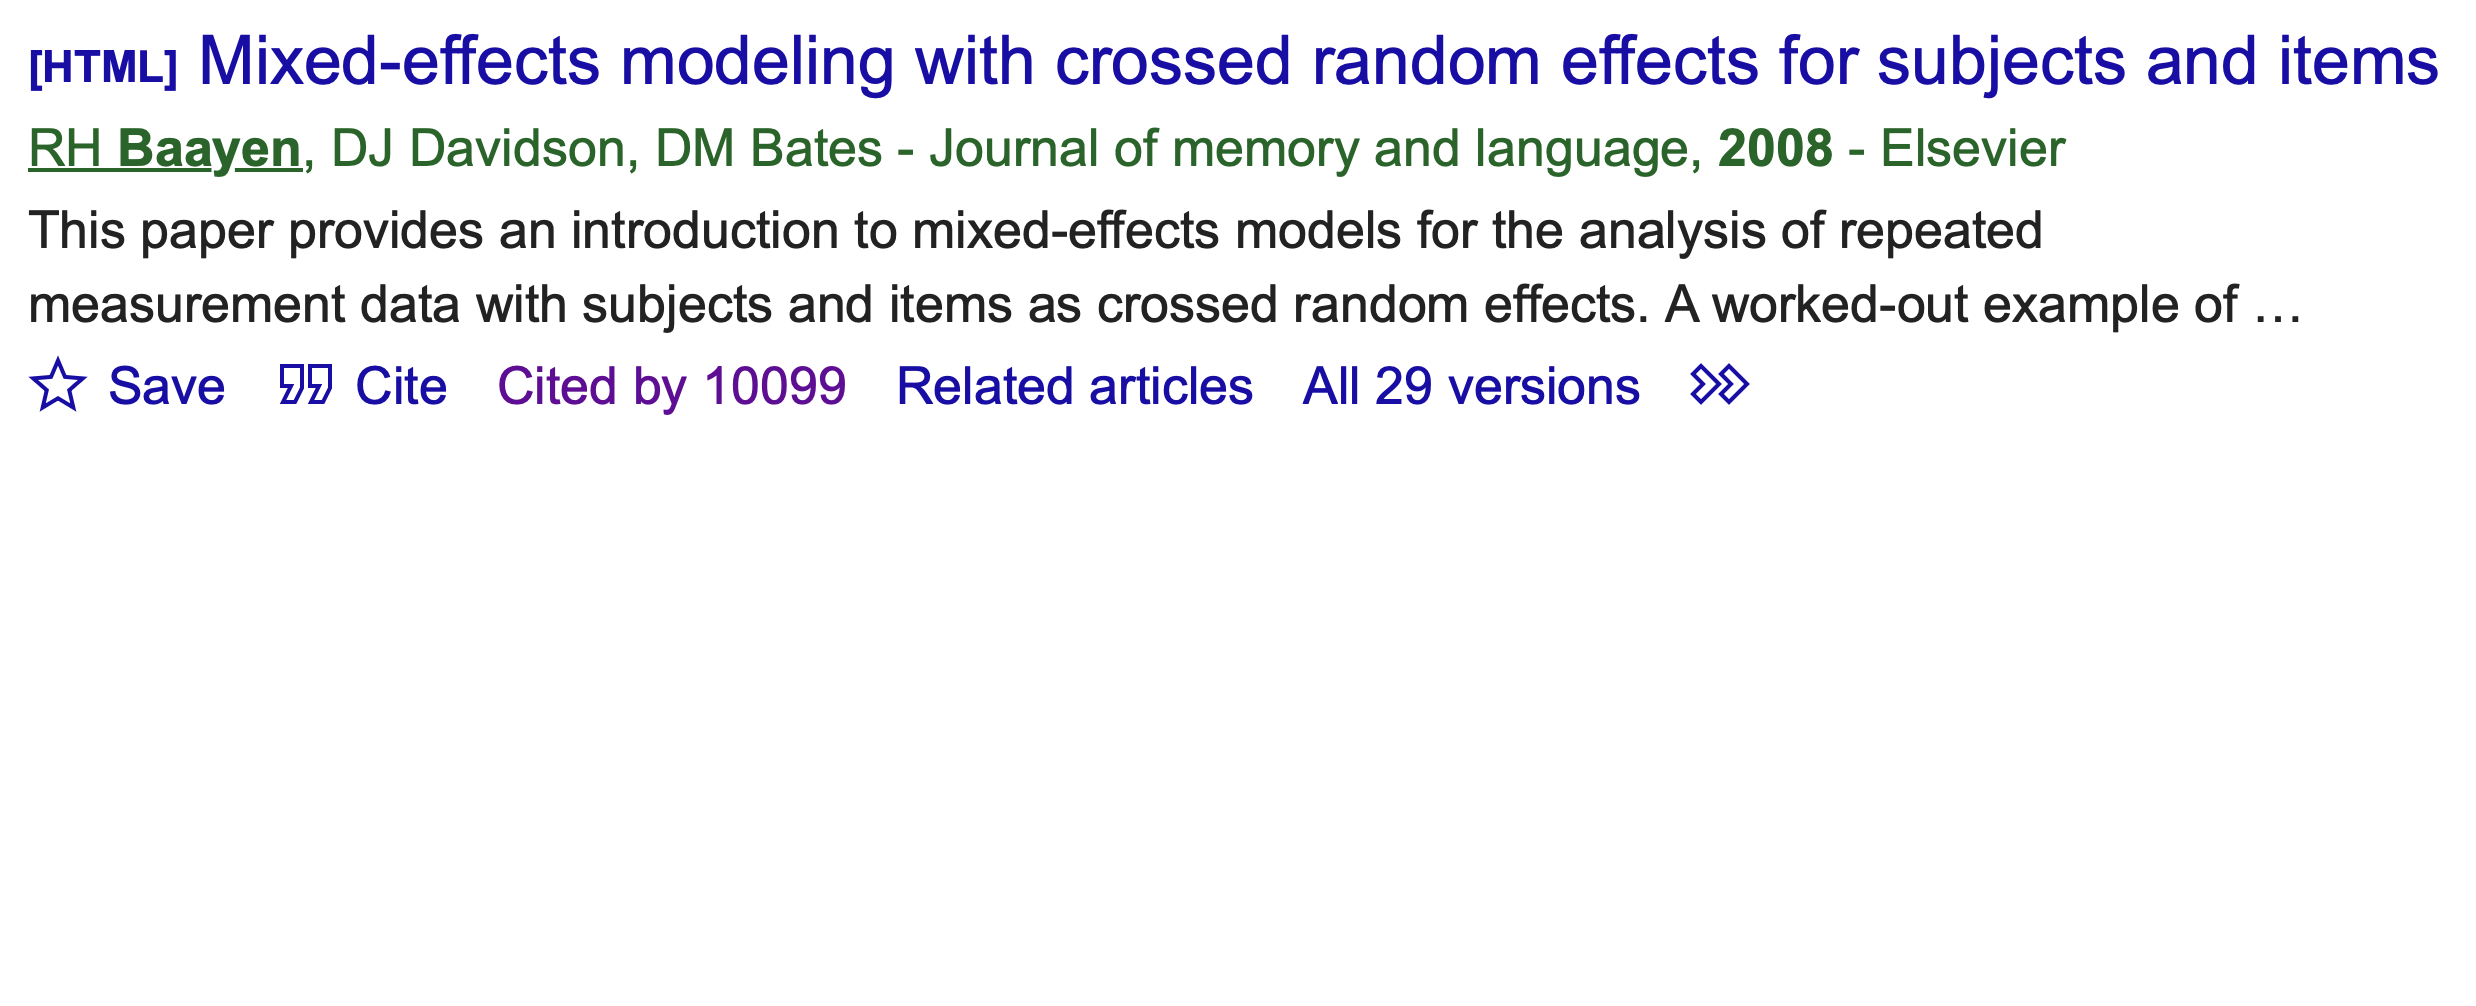 [HTML] Mixed-effects modeling with crossed random effects for subjects and items
RH Baayen, DJ Davidson, DM Bates - Journal of memory and language, 2008 - Elsevier
This paper provides an introduction to mixed-effects models for the analysis of repeated
measurement data with subjects and items as crossed random effects. A worked-out example of …
Save Cite Cited by 10099 Related articles All 29 versions